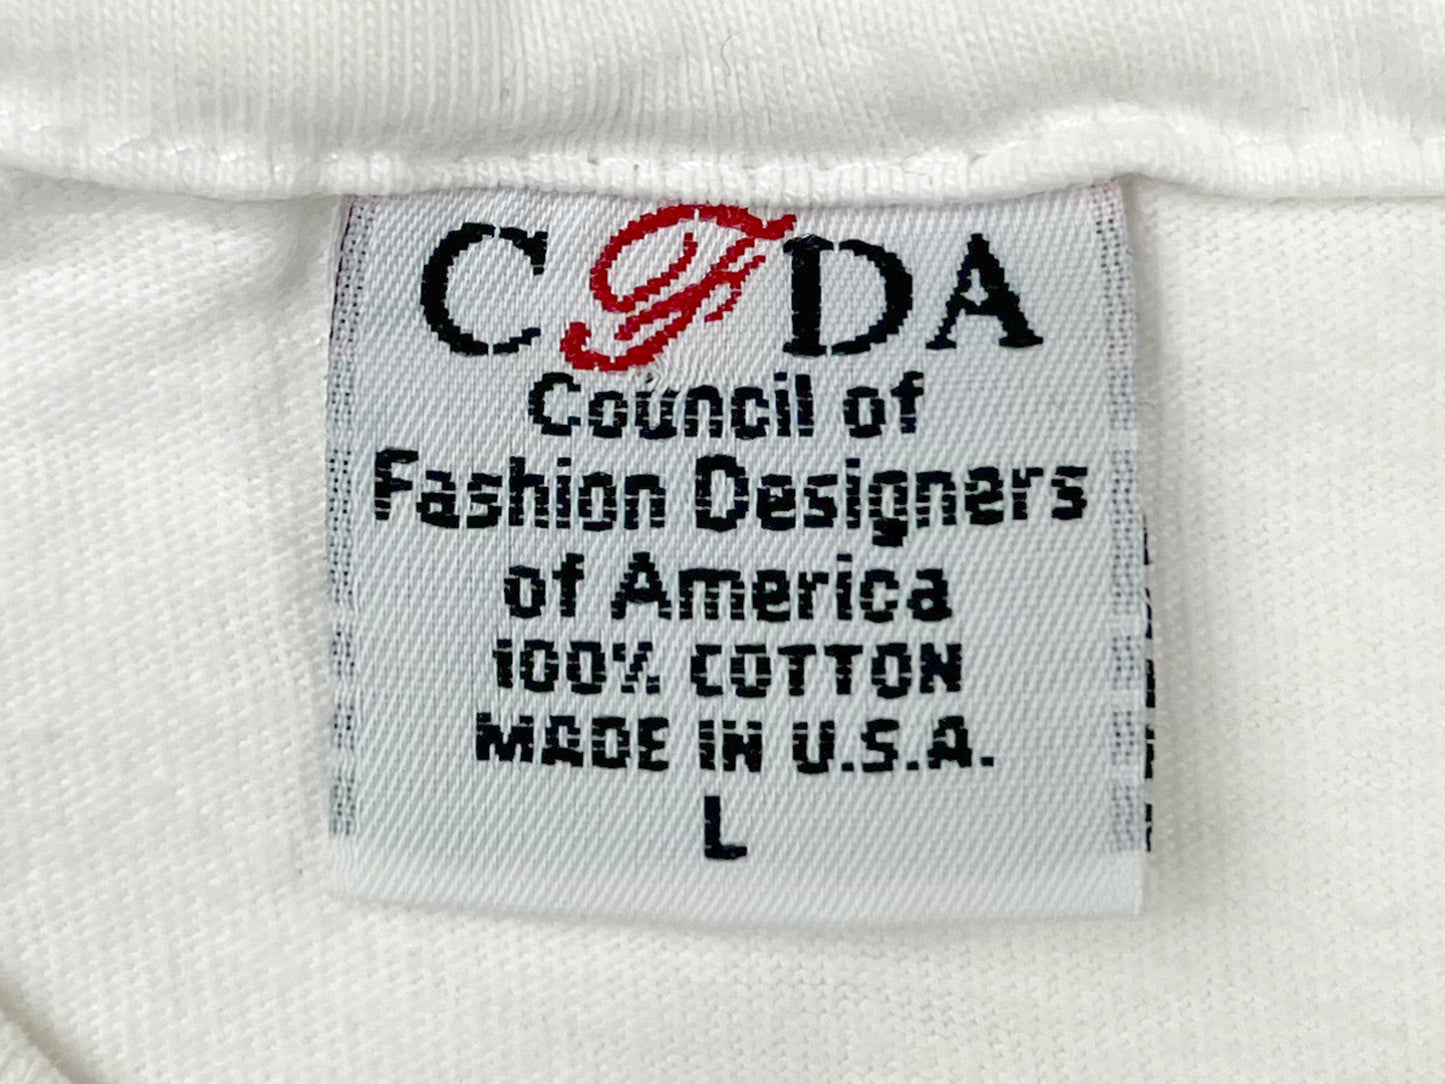 CFDA
Council of
Fashion Designers
of America
100% COTTON
MADE IN U.S.A.
L